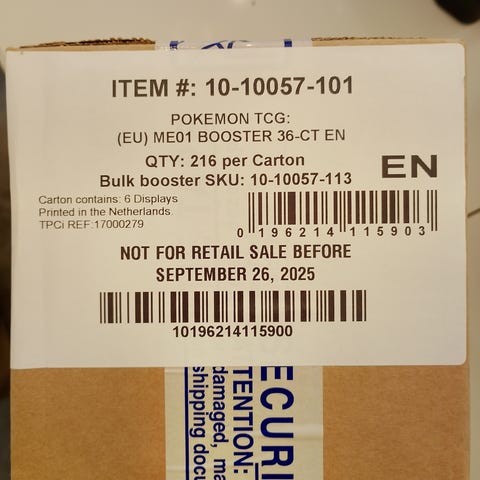 ITEM #: 10-10057-101
POKEMON TCG:
(EU) ME01 BOOSTER 36-CT EN
QTY: 216 per Carton
Bulk booster SKU: 10-10057-113
EN
Carton contains: 6 Displays
Printed in the Netherlands.
TPCi REF:17000279
0 196214 115903
NOT FOR RETAIL SALE BEFORE
SEPTEMBER 26, 2025
10196214115900
ECURI
TENTION:
damaged, ma
shipping docu